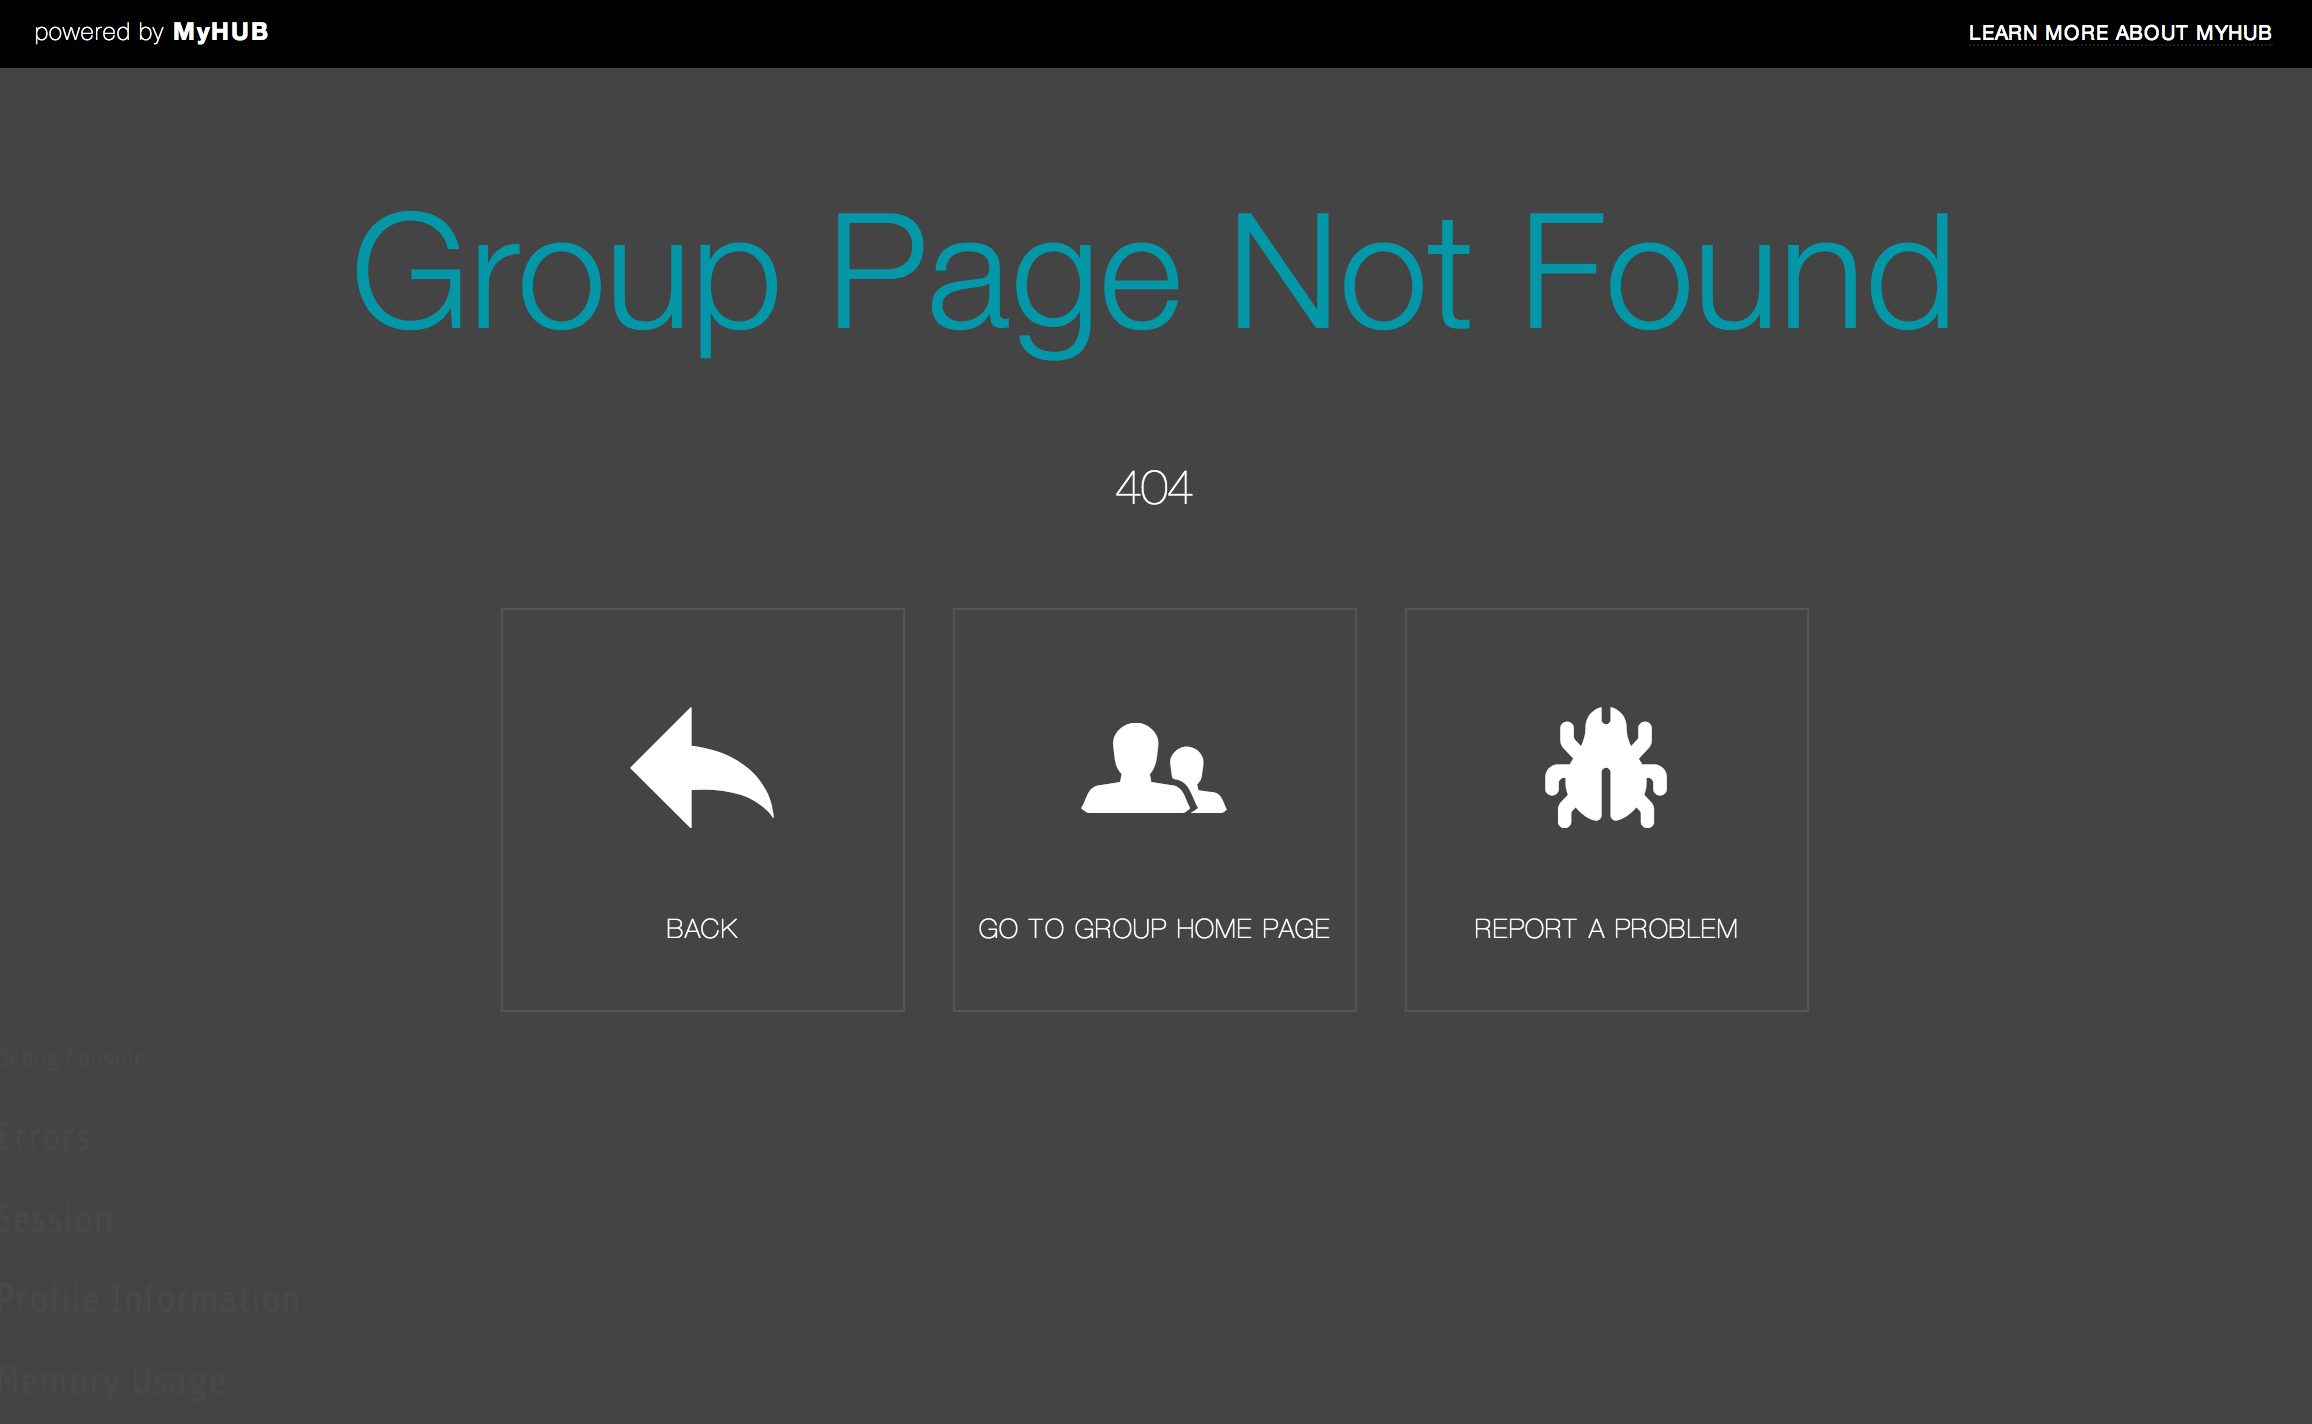 powered by MyHUB
LEARN MORE ABOUT MYHUB
Group Page Not Found
404
BACK
GO TO GROUP HOME PAGE
REPORT A PROBLEM
Debug Console
Errors
Session
Profile Information
Memory Usage